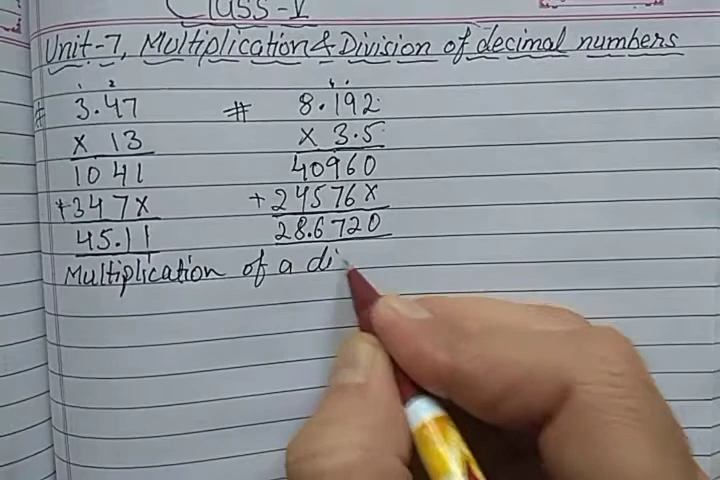 Class-V
Unit-7, Multiplication & Division of decimal numbers
# 3.47 # 8.192
x 13 x 3.5
1041 40960
+347x +24576x
45.11 28.6720
Multiplication of a di